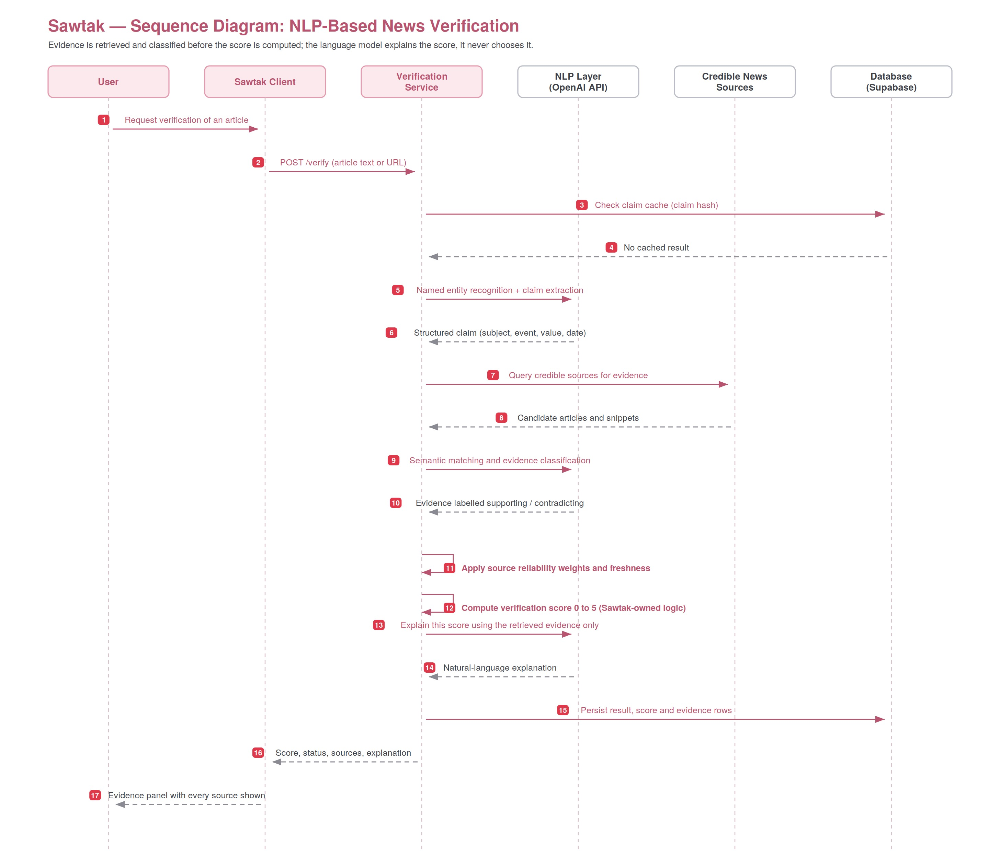 Sawtak — Sequence Diagram: NLP-Based News Verification
Evidence is retrieved and classified before the score is computed; the language model explains the score, it never chooses it.
User
Sawtak Client
Verification
Service
NLP Layer
(OpenAI API)
Credible News
Sources
Database
(Supabase)
1 Request verification of an article
2 POST /verify (article text or URL)
3 Check claim cache (claim hash)
4 No cached result
5 Named entity recognition + claim extraction
6 Structured claim (subject, event, value, date)
7 Query credible sources for evidence
8 Candidate articles and snippets
9 Semantic matching and evidence classification
10 Evidence labelled supporting / contradicting
11 Apply source reliability weights and freshness
12 Compute verification score 0 to 5 (Sawtak-owned logic)
13 Explain this score using the retrieved evidence only
14 Natural-language explanation
15 Persist result, score and evidence rows
16 Score, status, sources, explanation
17 Evidence panel with every source shown